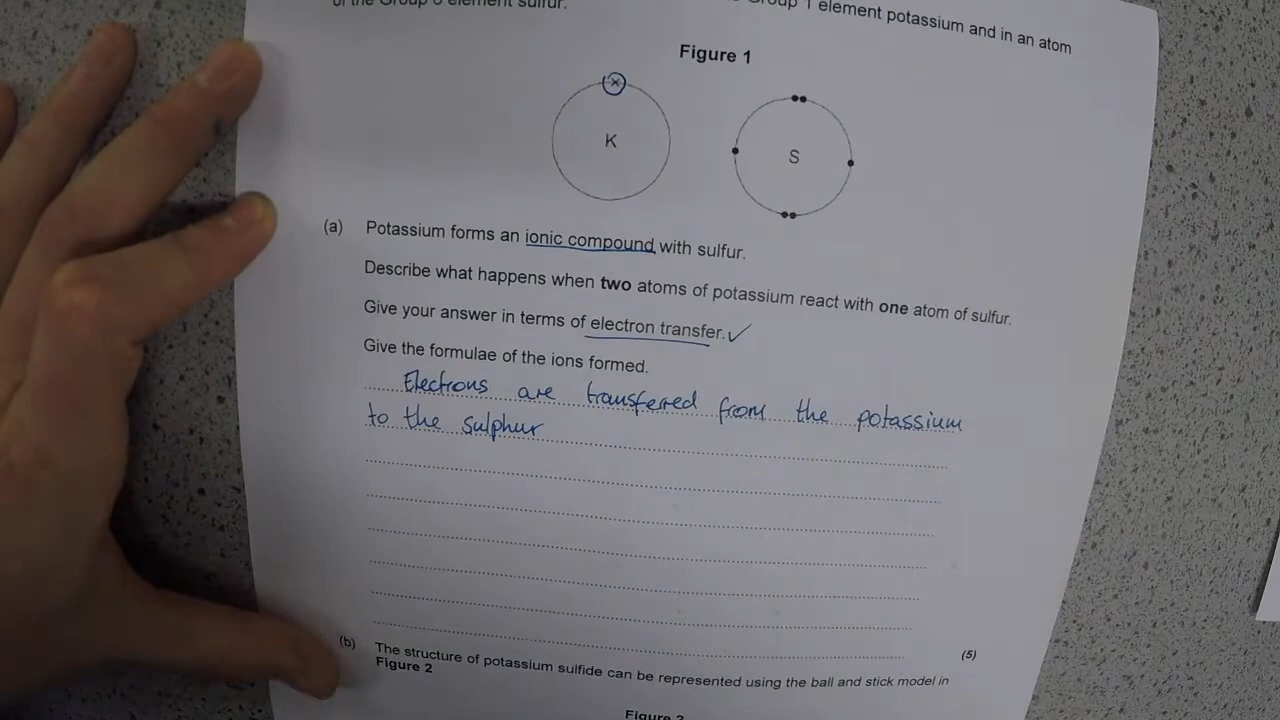 of the Group 6 element sulfur.
Group 1 element potassium and in an atom
Figure 1
K
S
(a) Potassium forms an ionic compound with sulfur.
Describe what happens when two atoms of potassium react with one atom of sulfur.
Give your answer in terms of electron transfer.✓
Give the formulae of the ions formed.
Electrons are transferred from the potassium
to the sulphur
(5)
(b) The structure of potassium sulfide can be represented using the ball and stick model in
Figure 2
Figure 2